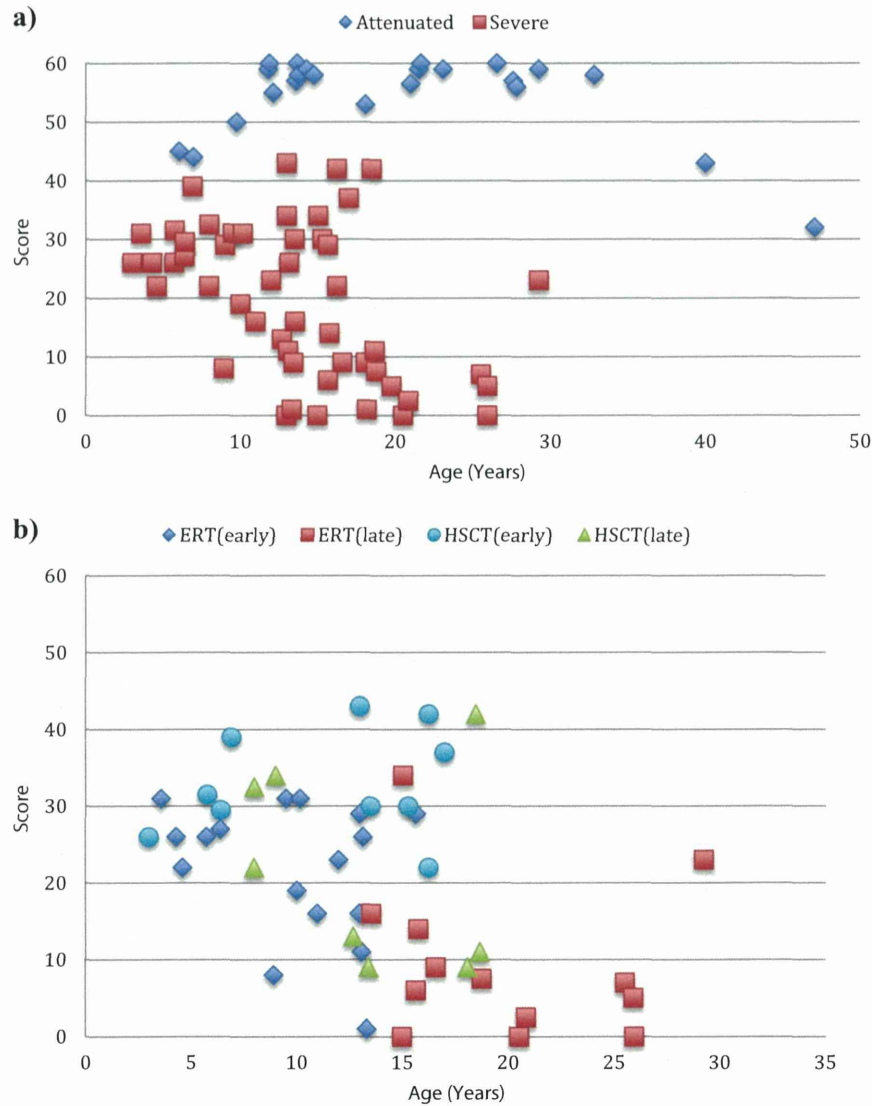 a)
Attenuated Severe
60
50
40
30
20
10
0
Score
0 10 20 30 40 50
Age (Years)
b)
ERT(early) ERT(late) HSCT(early) HSCT(late)
60
50
40
30
20
10
0
Score
0 5 10 15 20 25 30 35
Age (Years)